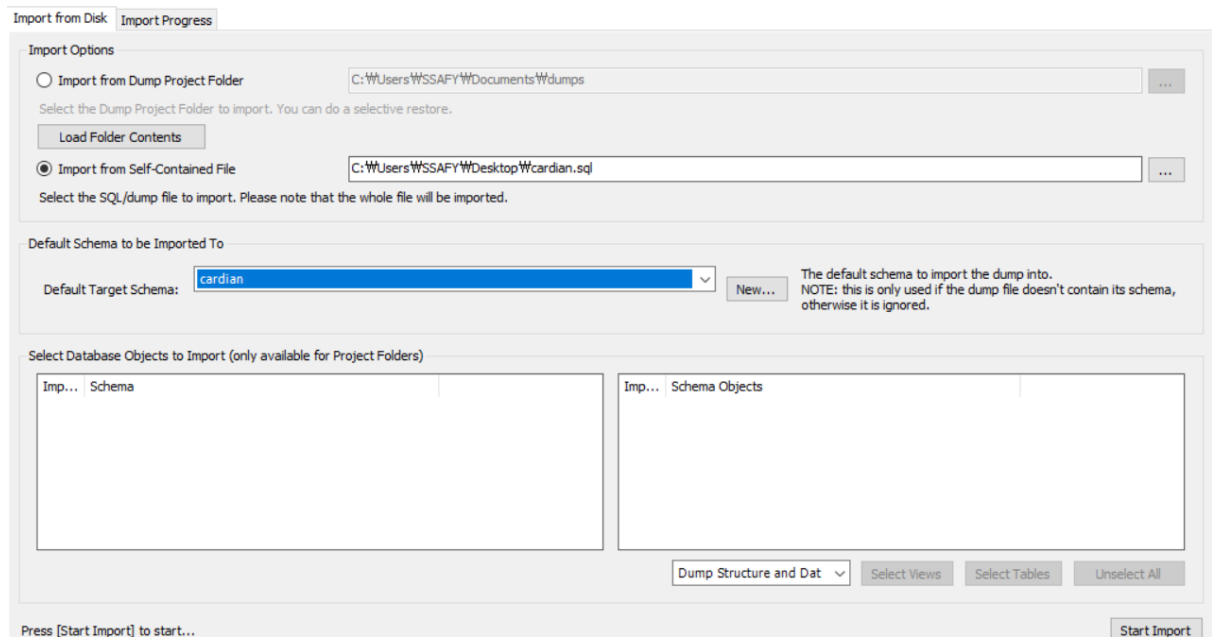 Import from Disk Import Progress
Import Options
Import from Dump Project Folder C:₩Users₩SSAFY₩Documents₩dumps ...
Select the Dump Project Folder to import. You can do a selective restore.
Load Folder Contents
Import from Self-Contained File C:₩Users₩SSAFY₩Desktop₩cardian.sql ...
Select the SQL/dump file to import. Please note that the whole file will be imported.
Default Schema to be Imported To
Default Target Schema: cardian New... The default schema to import the dump into.
NOTE: this is only used if the dump file doesn't contain its schema,
otherwise it is ignored.
Select Database Objects to Import (only available for Project Folders)
Imp... Schema Imp... Schema Objects
Dump Structure and Dat Select Views Select Tables Unselect All
Press [Start Import] to start... Start Import